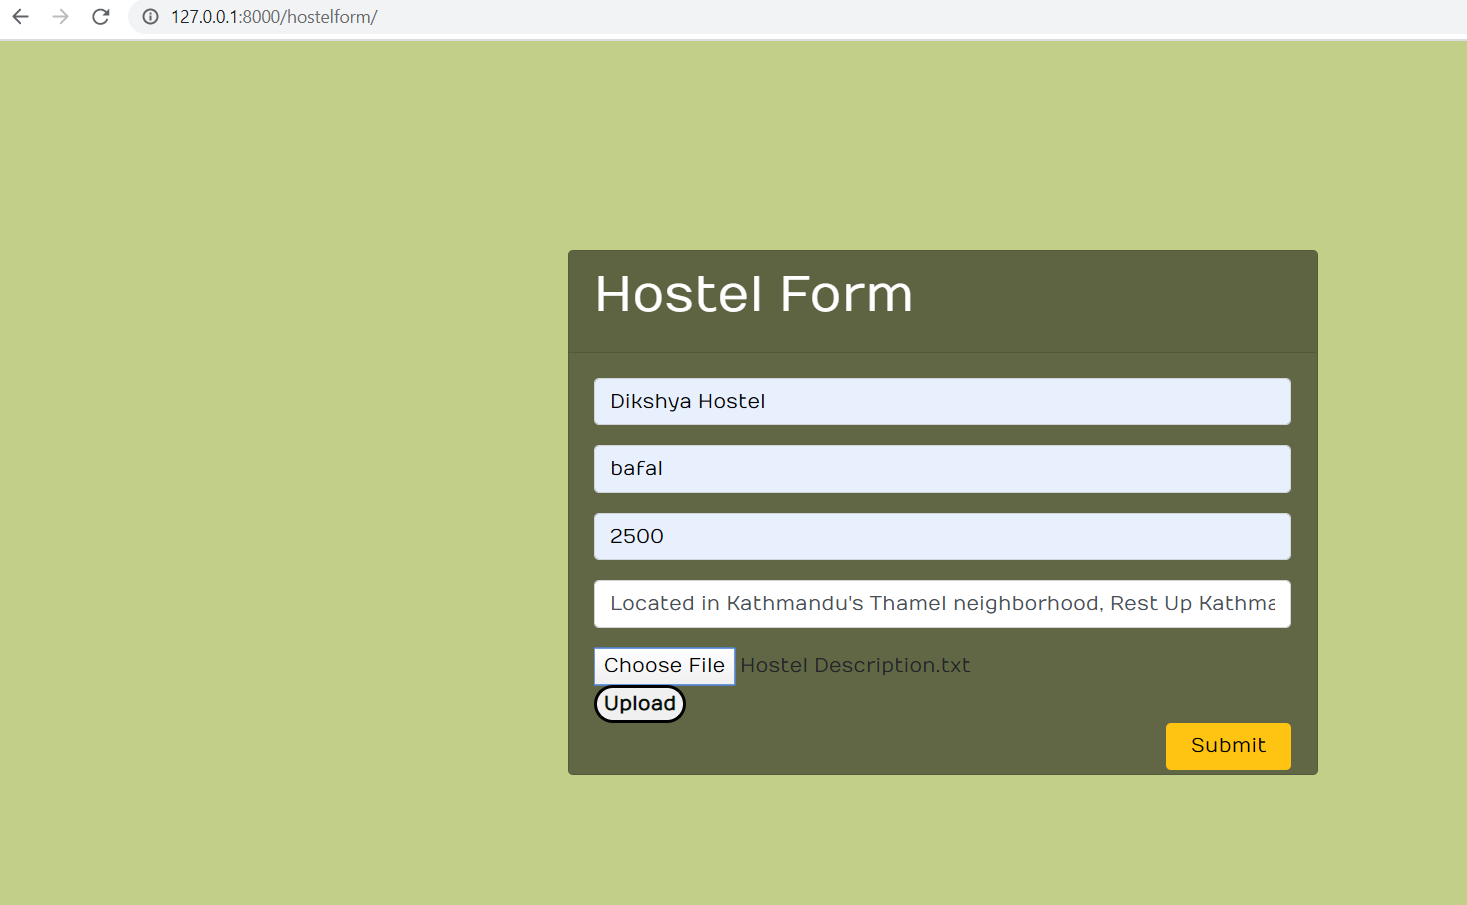 127.0.0.1:8000/hostelform/
Hostel Form
Dikshya Hostel
bafal
2500
Located in Kathmandu's Thamel neighborhood, Rest Up Kathma
Choose File Hostel Description.txt
Upload
Submit